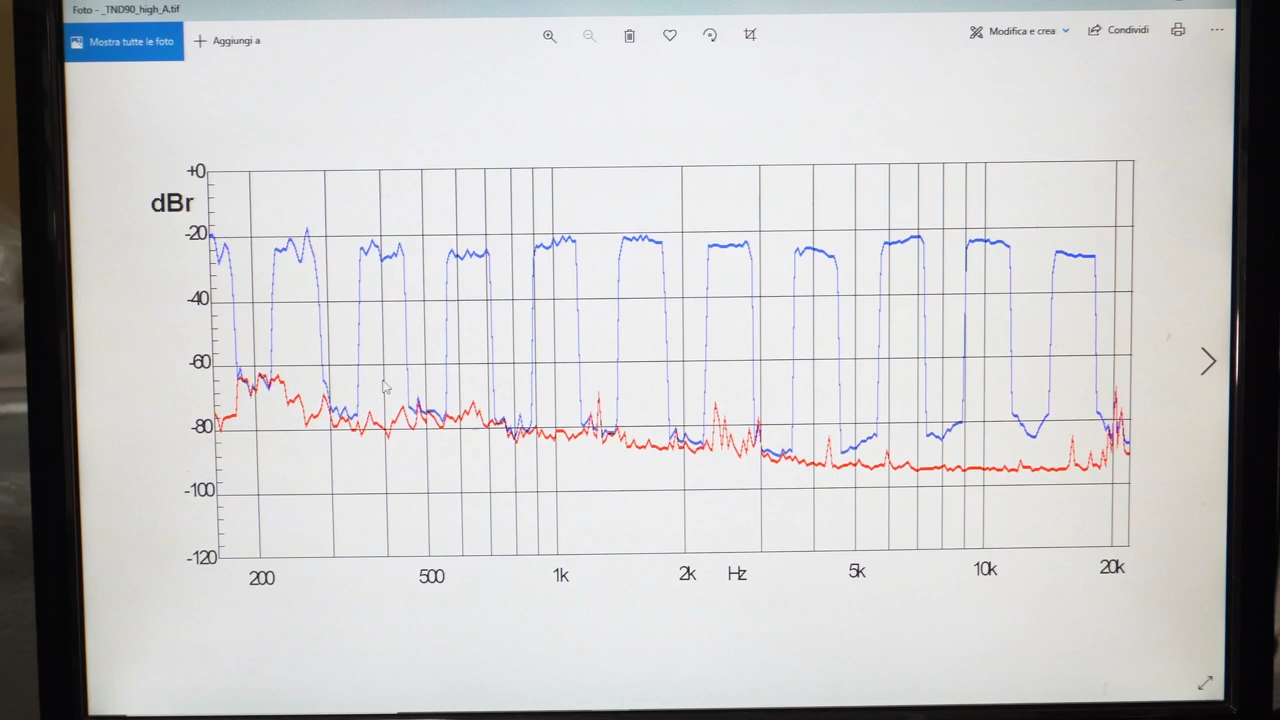 Foto - _TND90_high_A.tif
Mostra tutte le foto
Aggiungi a
Modifica e crea
Condividi
+0
dBr
-20
-40
-60
-80
-100
-120
200 500 1k 2k Hz 5k 10k 20k